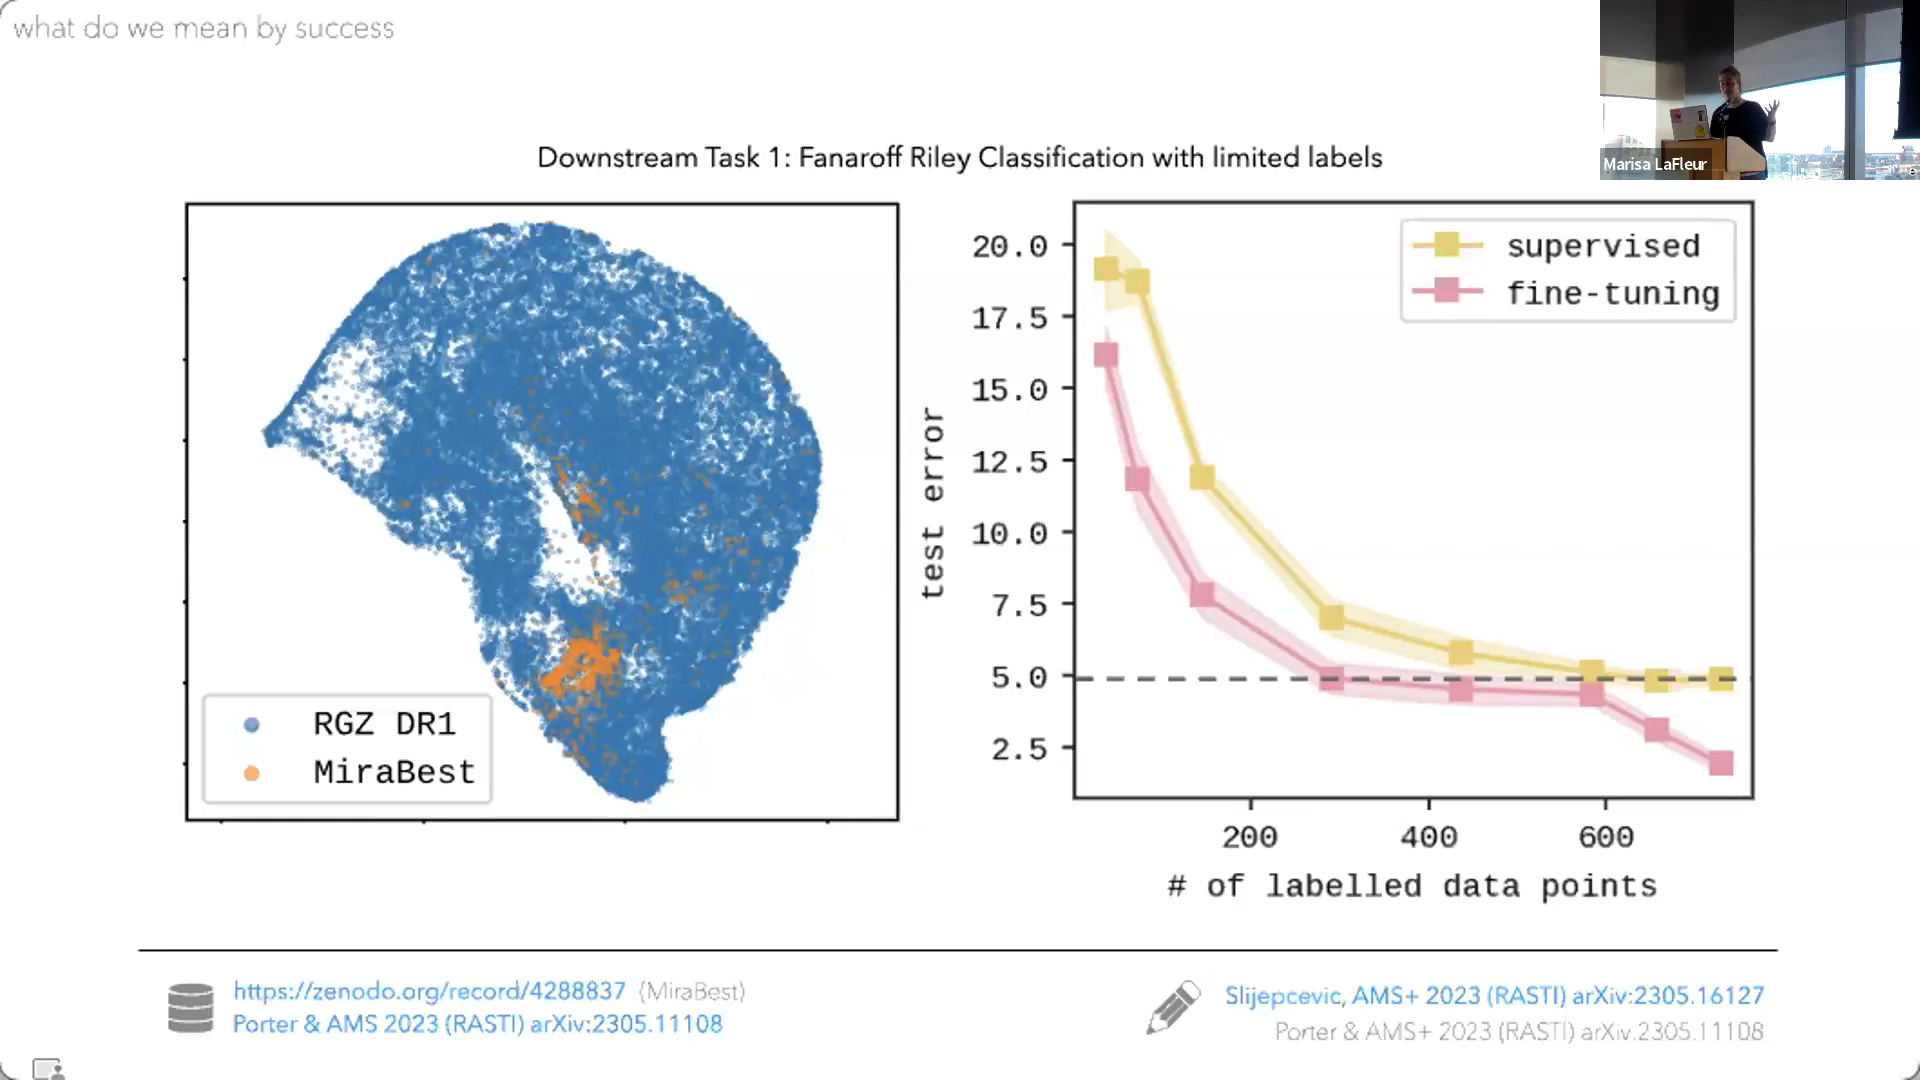 what do we mean by success
Marisa LaFleur
Downstream Task 1: Fanaroff Riley Classification with limited labels
RGZ DR1
MiraBest
test error
20.0
17.5
15.0
12.5
10.0
7.5
5.0
2.5
supervised
fine-tuning
200 400 600
# of labelled data points
https://zenodo.org/record/4288837 (MiraBest)
Porter & AMS 2023 (RASTI) arXiv:2305.11108
Slijepcevic, AMS+ 2023 (RASTI) arXiv:2305.16127
Porter & AMS+ 2023 (RASTI) arXiv.2305.11108